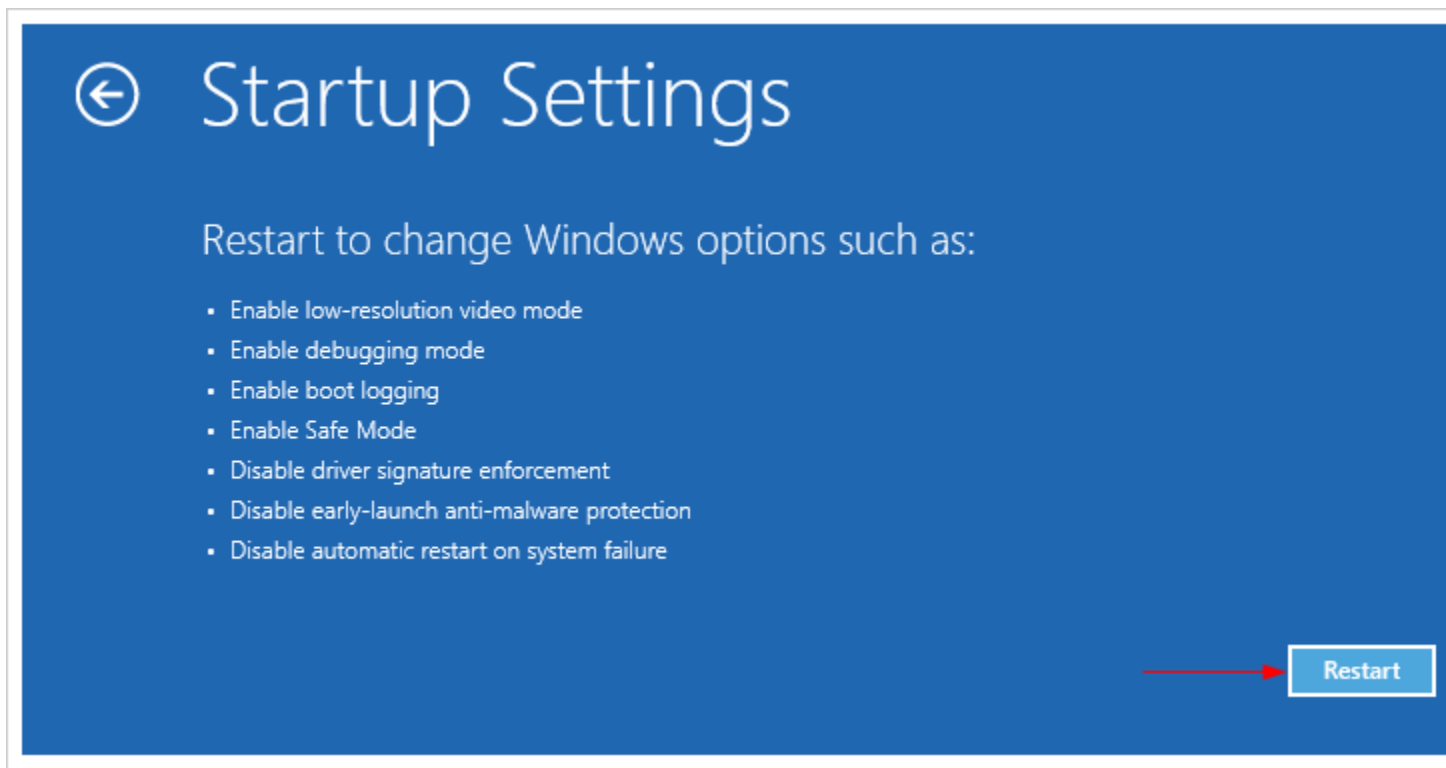 Startup Settings
Restart to change Windows options such as:
Enable low-resolution video mode
Enable debugging mode
Enable boot logging
Enable Safe Mode
Disable driver signature enforcement
Disable early-launch anti-malware protection
Disable automatic restart on system failure
Restart